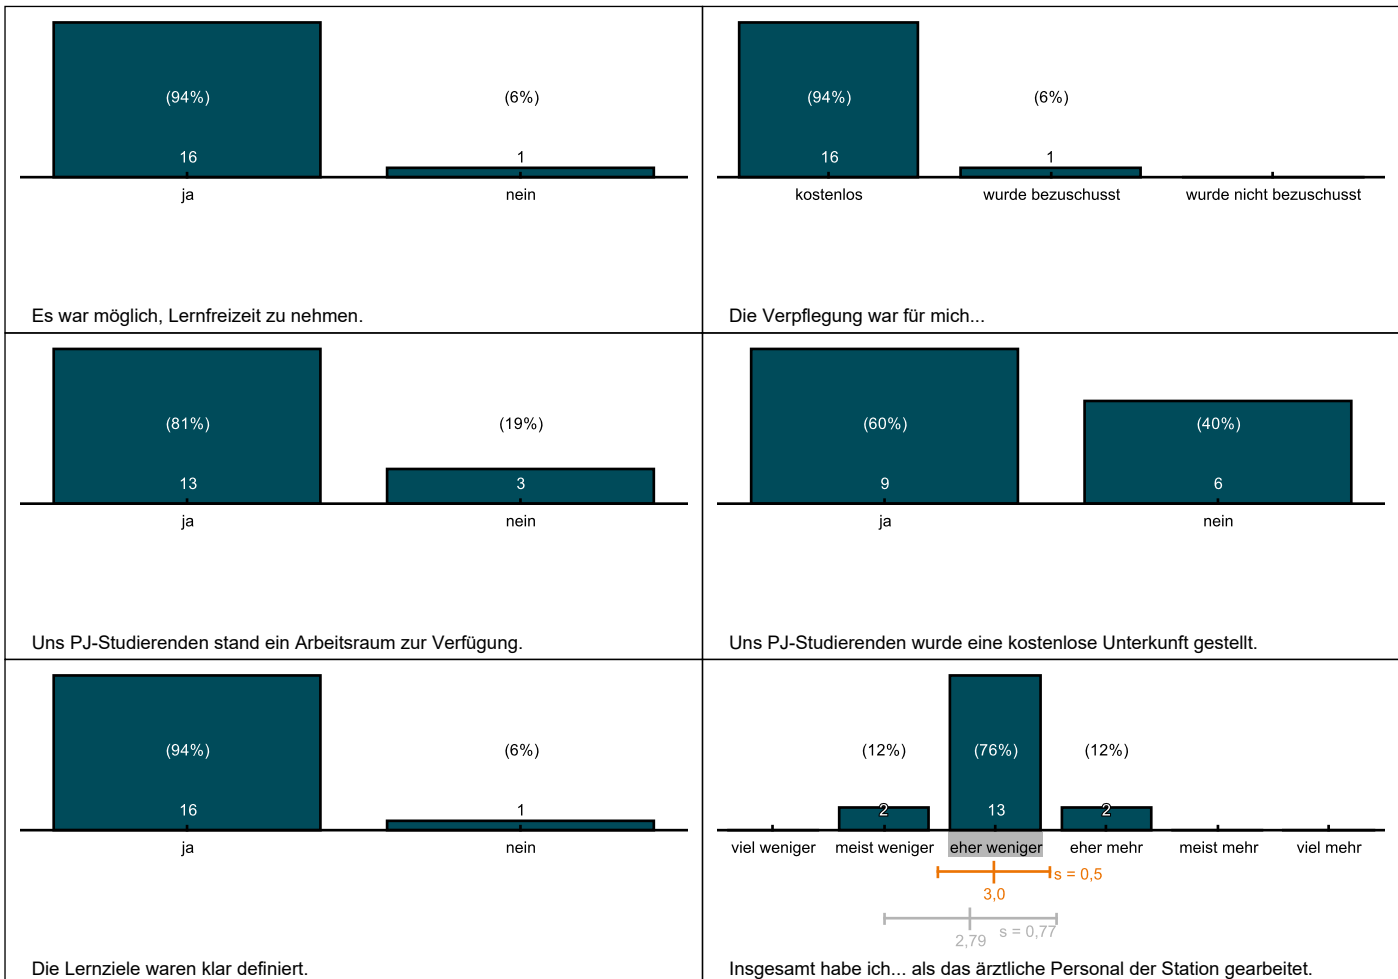 (94%)
(6%)
16
1
ja
nein
Es war möglich, Lernfreizeit zu nehmen.
(94%)
(6%)
16
1
kostenlos
wurde bezuschusst
wurde nicht bezuschusst
Die Verpflegung war für mich...
(81%)
(19%)
13
3
ja
nein
Uns PJ-Studierenden stand ein Arbeitsraum zur Verfügung.
(60%)
(40%)
9
6
ja
nein
Uns PJ-Studierenden wurde eine kostenlose Unterkunft gestellt.
(94%)
(6%)
16
1
ja
nein
Die Lernziele waren klar definiert.
(12%)
(76%)
(12%)
2
13
2
viel weniger
meist weniger
eher weniger
eher mehr
meist mehr
viel mehr
s = 0,5
3,0
s = 0,77
2,79
Insgesamt habe ich... als das ärztliche Personal der Station gearbeitet.